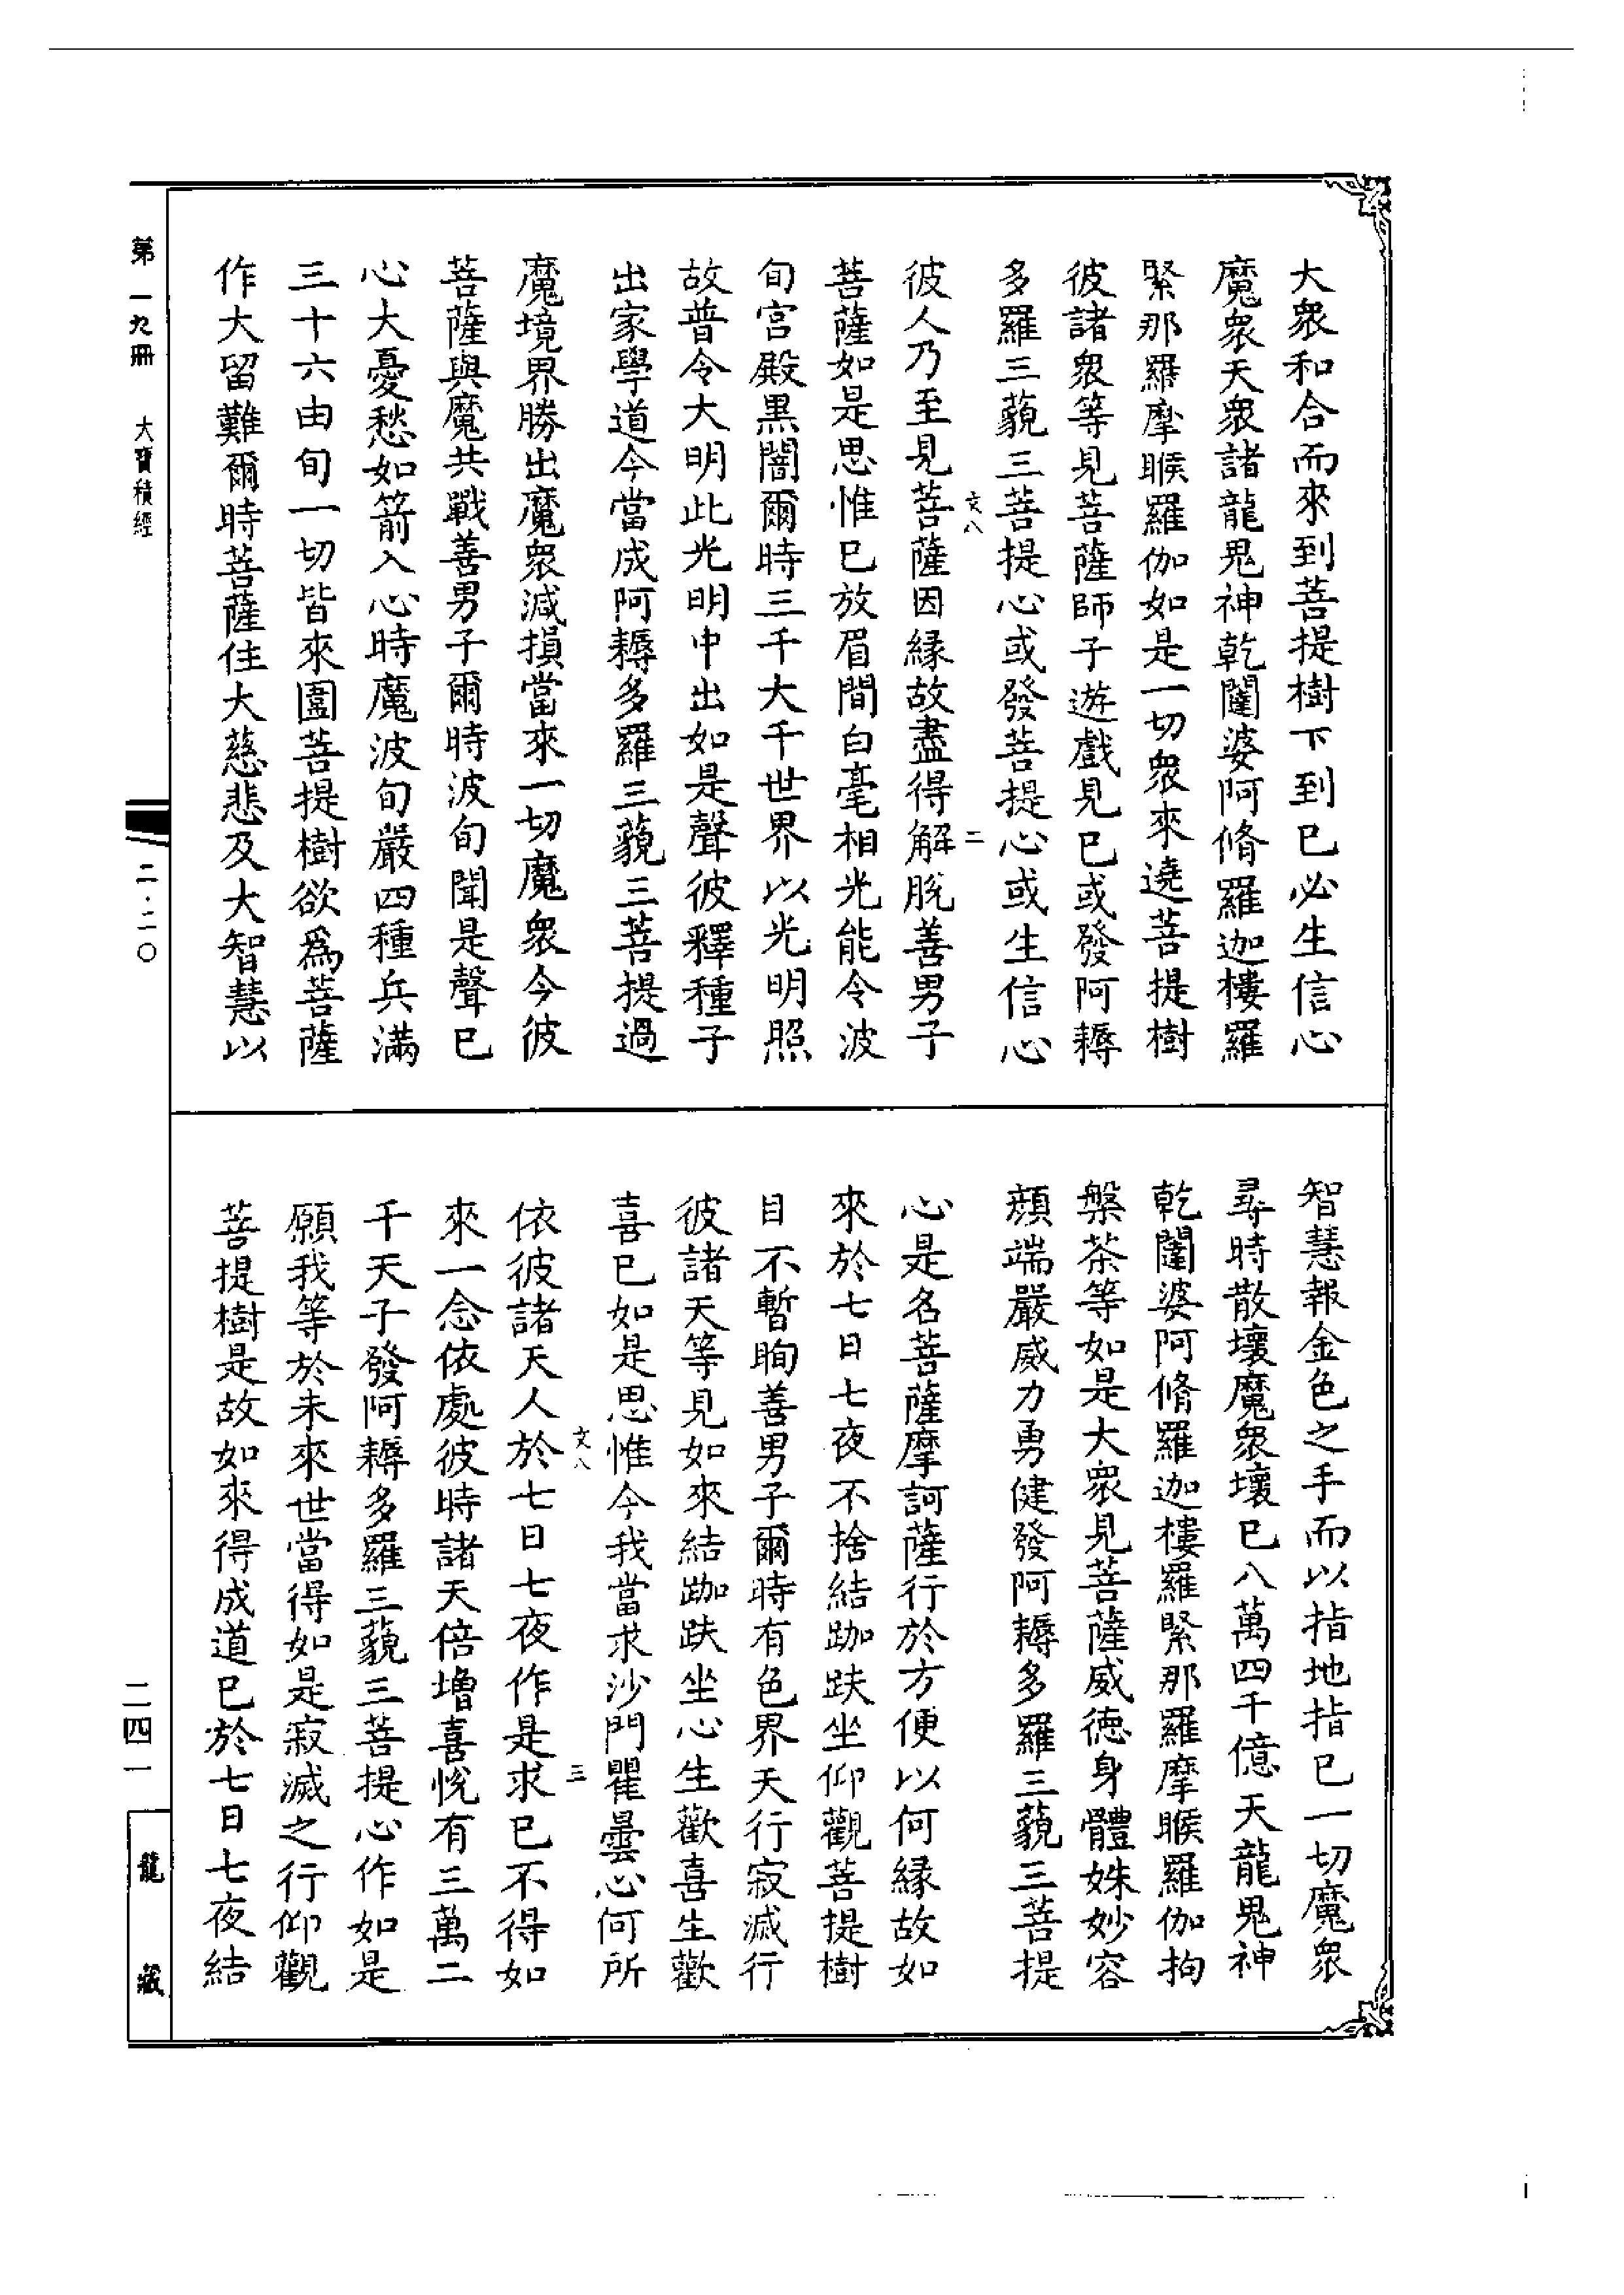 大衆和合而來到菩提樹下到已必生信心
魔衆天衆諸龍鬼神乾闥婆阿脩羅迦樓羅
緊那羅摩睺羅伽如是一切衆來遶菩提樹
彼諸衆等見菩薩師子遊戲見已或發阿耨
多羅三藐三菩提心或發菩提心或生信心
文八 二
彼人乃至見菩薩因緣故盡得解脫善男子
菩薩如是思惟已放眉間白毫相光能令波
旬宮殿黑闇爾時三千大千世界以光明照
故普令大明此光明中出如是聲彼釋種子
出家學道今當成阿耨多羅三藐三菩提過
魔境界勝出魔衆減損當來一切魔衆今彼
菩薩與魔共戰善男子爾時波旬聞是聲已
心大憂愁如箭入心時魔波旬嚴四種兵滿
三十六由旬一切皆來圍菩提樹欲爲菩薩
作大留難爾時菩薩住大慈悲及大智慧以
智慧報金色之手而以指地指已一切魔衆
尋時散壞魔衆壞已八萬四千億天龍鬼神
乾闥婆阿脩羅迦樓羅緊那羅摩睺羅伽拘
槃茶等如是大衆見菩薩威德身體姝妙容
顏端嚴威力勇健發阿耨多羅三藐三菩提
心是名菩薩摩訶薩行於方便以何緣故如
來於七日七夜不捨結跏趺坐仰觀菩提樹
目不暫眴善男子爾時有色界天行寂滅行
彼諸天等見如來結跏趺坐心生歡喜生歡
喜已如是思惟今我當求沙門瞿曇心何所
文八 三
依彼諸天人於七日七夜作是求已不得如
來一念依處彼時諸天倍增喜悅有三萬二
千天子發阿耨多羅三藐三菩提心作如是
願我等於未來世當得如是寂滅之行仰觀
菩提樹是故如來得成道已於七日七夜結
第一九冊 大寶積經
二·二〇
二四一
龍藏